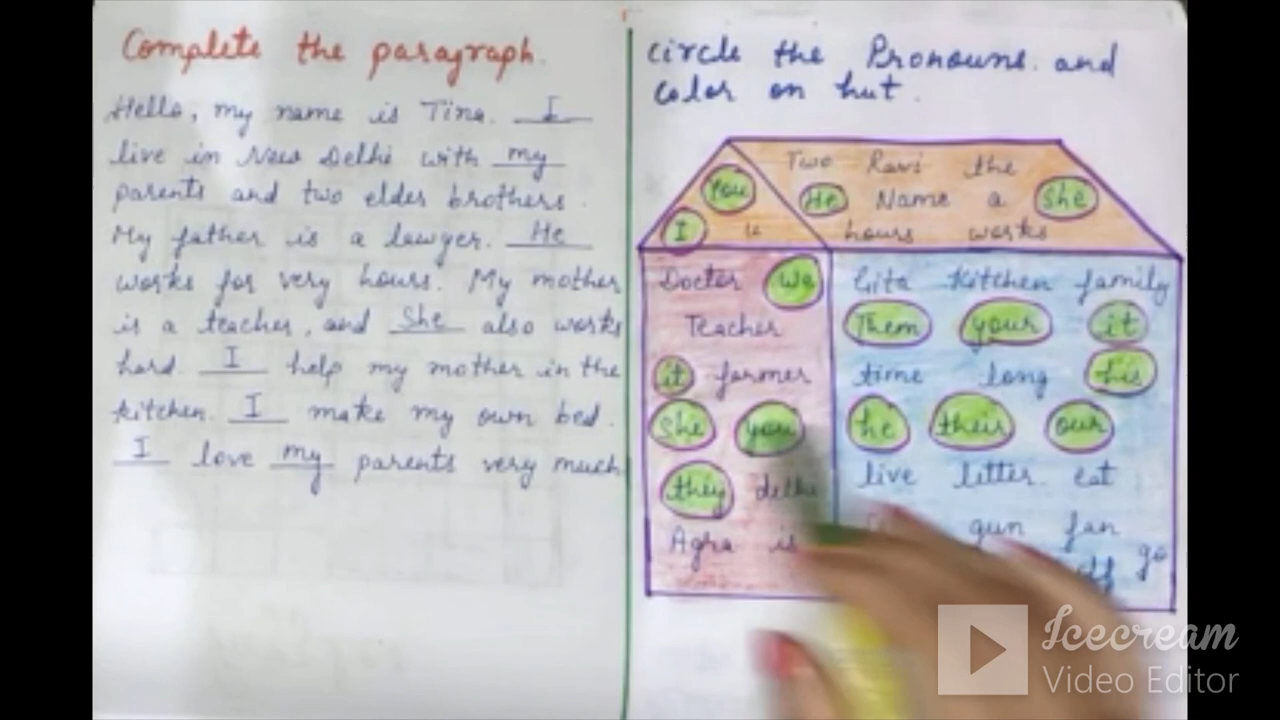 Complete the paragraph.
Hello, my name is Tina. I
live in New Delhi with my
parents and two elder brothers.
My father is a lawyer. He
works for very hours. My mother
is a teacher, and She also works
hard. I help my mother in the
kitchen. I make my own bed.
I love my parents very much
circle the Pronouns. and
color on hut.
Two Ravi the
You He Name a She
I is hours works
Doctor We
Teacher
it farmer
She you
they delhi
Agra is
Gita Kitchen family
Them your it
time long his
he their our
live litter eat
gun fan
off go
Icecream
Video Editor